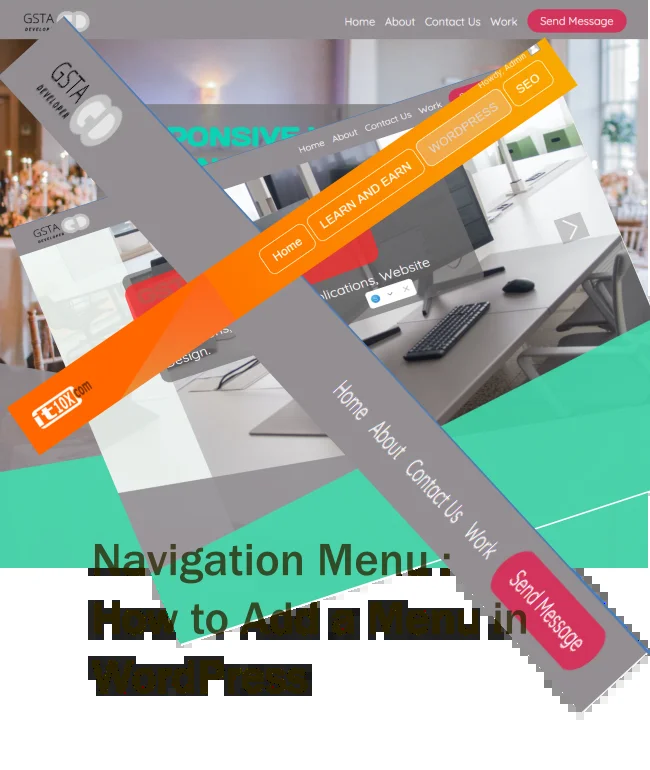 GSTA
DEVELOP
Home About Contact Us Work Send Message
GSTA
DEVELOPER
Howdy, Admin
Home About Contact Us Work
Home LEARN AND EARN WORDPRESS SEO
GSTA
DEVELOPER
Website
Design.
it10X.com
Home About Contact Us Work Send Message
Navigation Menu :
How to Add a Menu in
WordPress